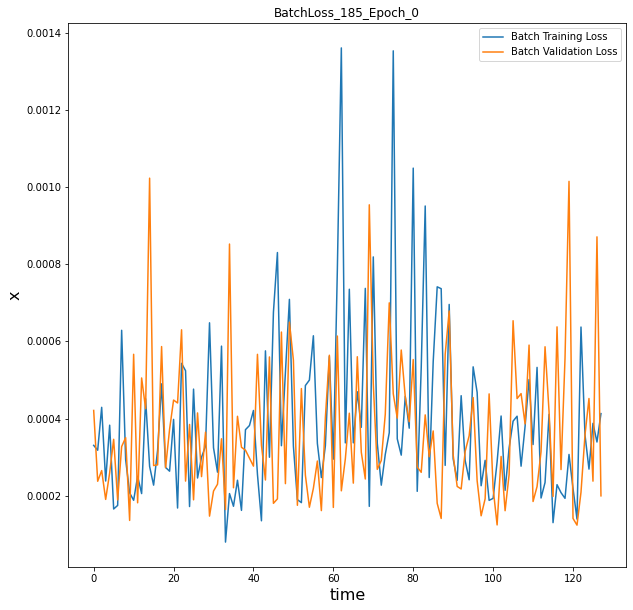 BatchLoss_185_Epoch_0
Batch Training Loss
Batch Validation Loss
0.0014
0.0012
0.0010
0.0008
0.0006
0.0004
0.0002
x
0 20 40 60 80 100 120
time